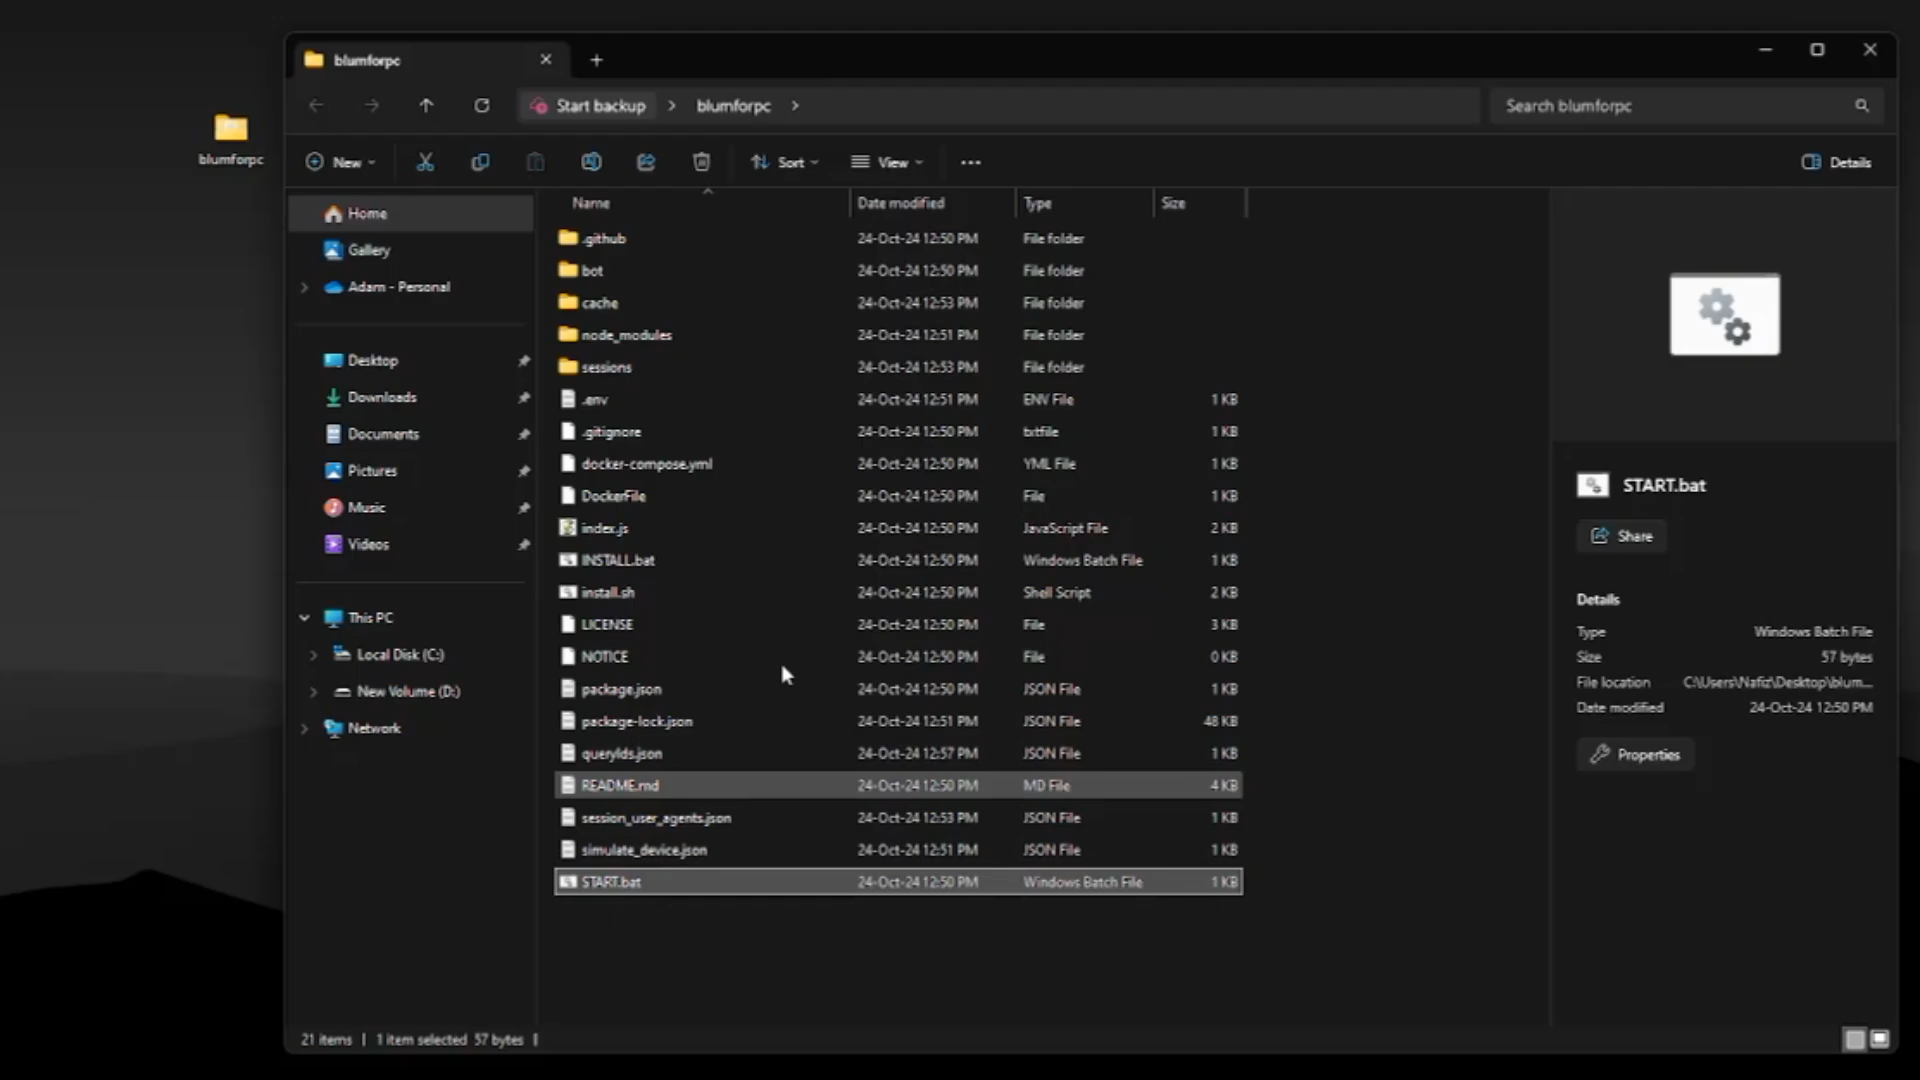 blumforpc
blumforpc
Start backup > blumforpc >
Search blumforpc
New
Sort
View
Details
Home
Gallery
Adam - Personal
Desktop
Downloads
Documents
Pictures
Music
Videos
This PC
Local Disk (C:)
New Volume (D:)
Network
Name Date modified Type Size
.github 24-Oct-24 12:50 PM File folder
bot 24-Oct-24 12:50 PM File folder
cache 24-Oct-24 12:53 PM File folder
node_modules 24-Oct-24 12:51 PM File folder
sessions 24-Oct-24 12:53 PM File folder
.env 24-Oct-24 12:51 PM ENV File 1 KB
.gitignore 24-Oct-24 12:50 PM txtfile 1 KB
docker-compose.yml 24-Oct-24 12:50 PM YML File 1 KB
DockerFile 24-Oct-24 12:50 PM File 1 KB
index.js 24-Oct-24 12:50 PM JavaScript File 2 KB
INSTALL.bat 24-Oct-24 12:50 PM Windows Batch File 1 KB
install.sh 24-Oct-24 12:50 PM Shell Script 2 KB
LICENSE 24-Oct-24 12:50 PM File 3 KB
NOTICE 24-Oct-24 12:50 PM File 0 KB
package.json 24-Oct-24 12:50 PM JSON File 1 KB
package-lock.json 24-Oct-24 12:51 PM JSON File 48 KB
queryIds.json 24-Oct-24 12:57 PM JSON File 1 KB
README.md 24-Oct-24 12:50 PM MD File 4 KB
session_user_agents.json 24-Oct-24 12:53 PM JSON File 1 KB
simulate_device.json 24-Oct-24 12:51 PM JSON File 1 KB
START.bat 24-Oct-24 12:50 PM Windows Batch File 1 KB
START.bat
Share
Details
Type Windows Batch File
Size 57 bytes
File location C:\Users\Nafiz\Desktop\blum...
Date modified 24-Oct-24 12:50 PM
Properties
21 items | 1 item selected 57 bytes |